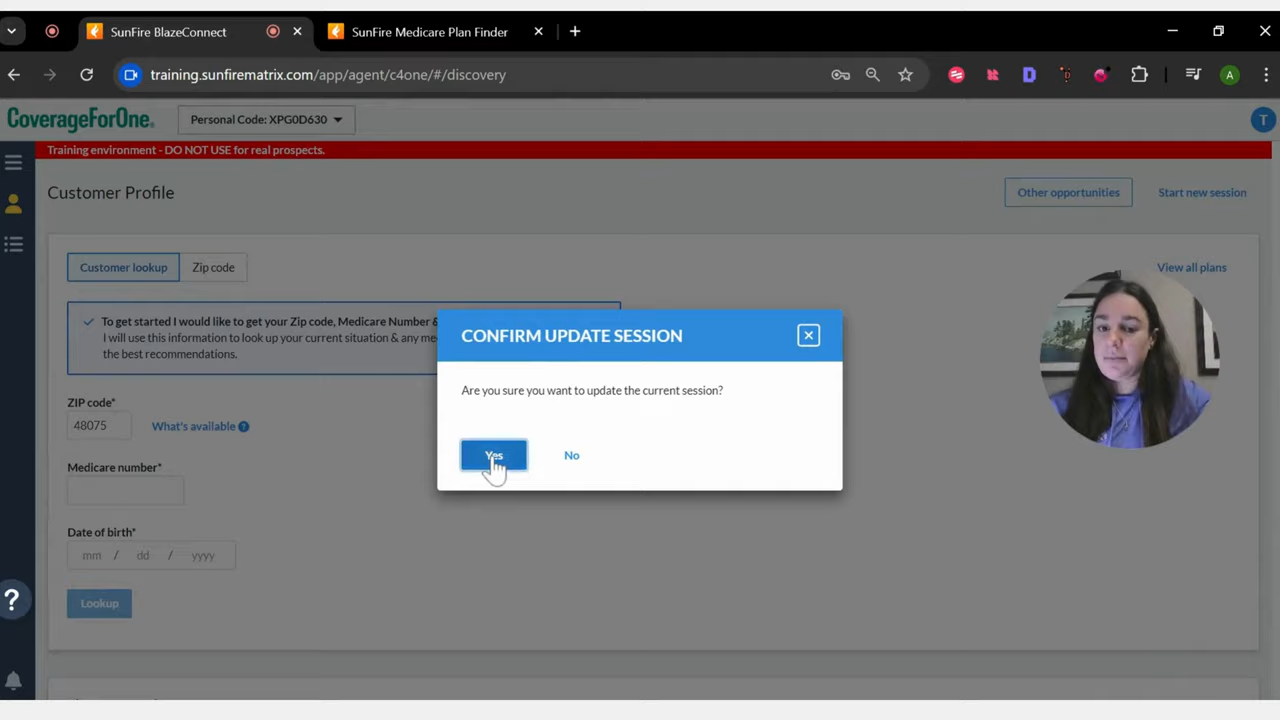 SunFire BlazeConnect
SunFire Medicare Plan Finder
training.sunfirematrix.com/app/agent/c4one/#/discovery
A
CoverageForOne.
Personal Code: XPG0D630
T
Training environment - DO NOT USE for real prospects.
Customer Profile
Other opportunities
Start new session
Customer lookup
Zip code
View all plans
To get started I would like to get your Zip code, Medicare Number &
I will use this information to look up your current situation & any me
the best recommendations.
CONFIRM UPDATE SESSION
Are you sure you want to update the current session?
Yes
No
ZIP code*
48075
What's available ?
Medicare number*
Date of birth*
mm / dd / yyyy
Lookup
?